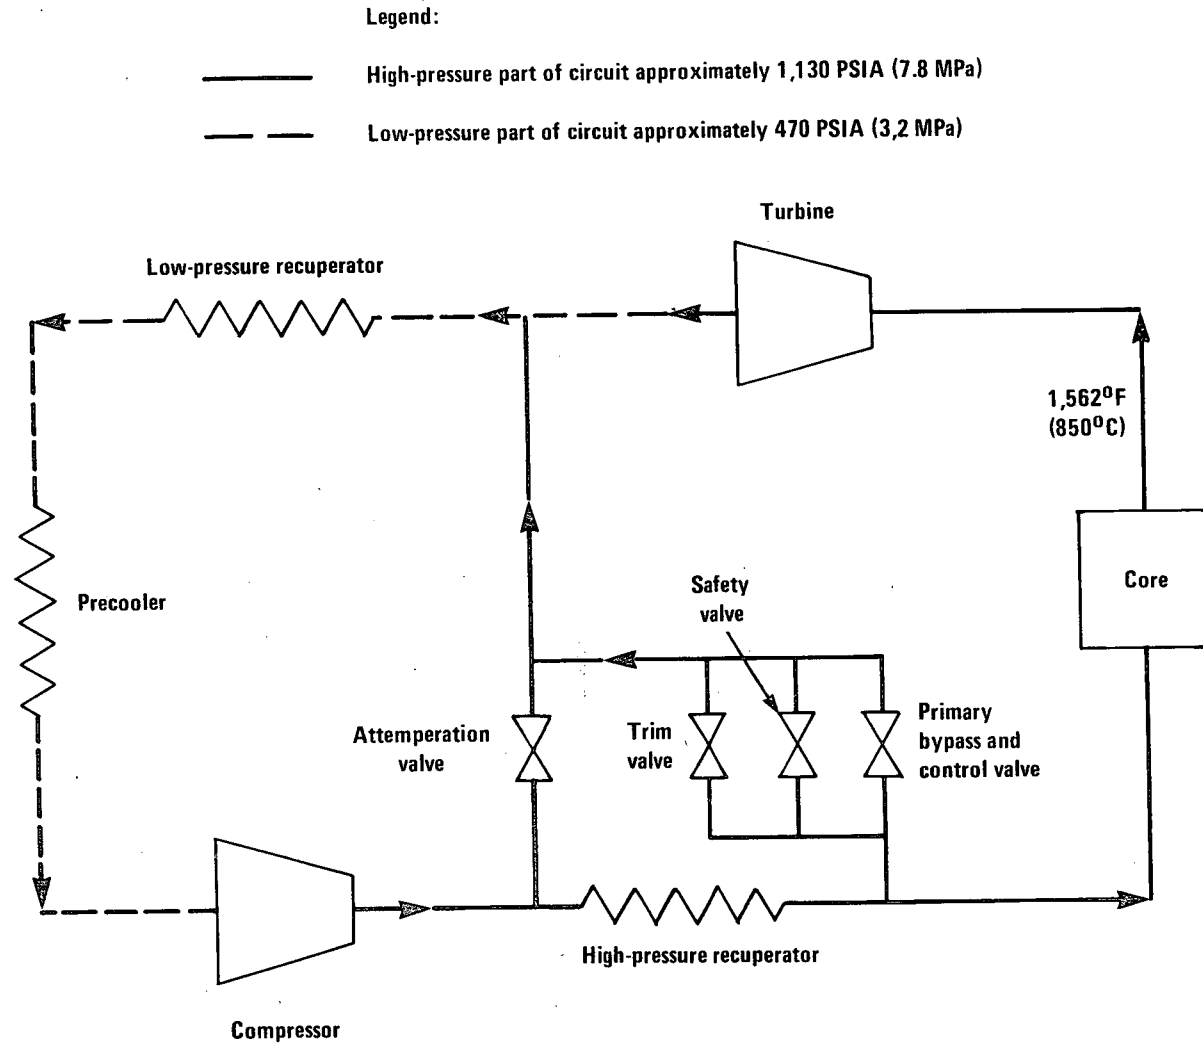 Legend:
High-pressure part of circuit approximately 1,130 PSIA (7.8 MPa)
Low-pressure part of circuit approximately 470 PSIA (3,2 MPa)
Turbine
Low-pressure recuperator
1,562⁰F
(850⁰C)
Core
Safety
valve
Precooler
Attemperation
valve
Trim
valve
Primary
bypass and
control valve
High-pressure recuperator
Compressor